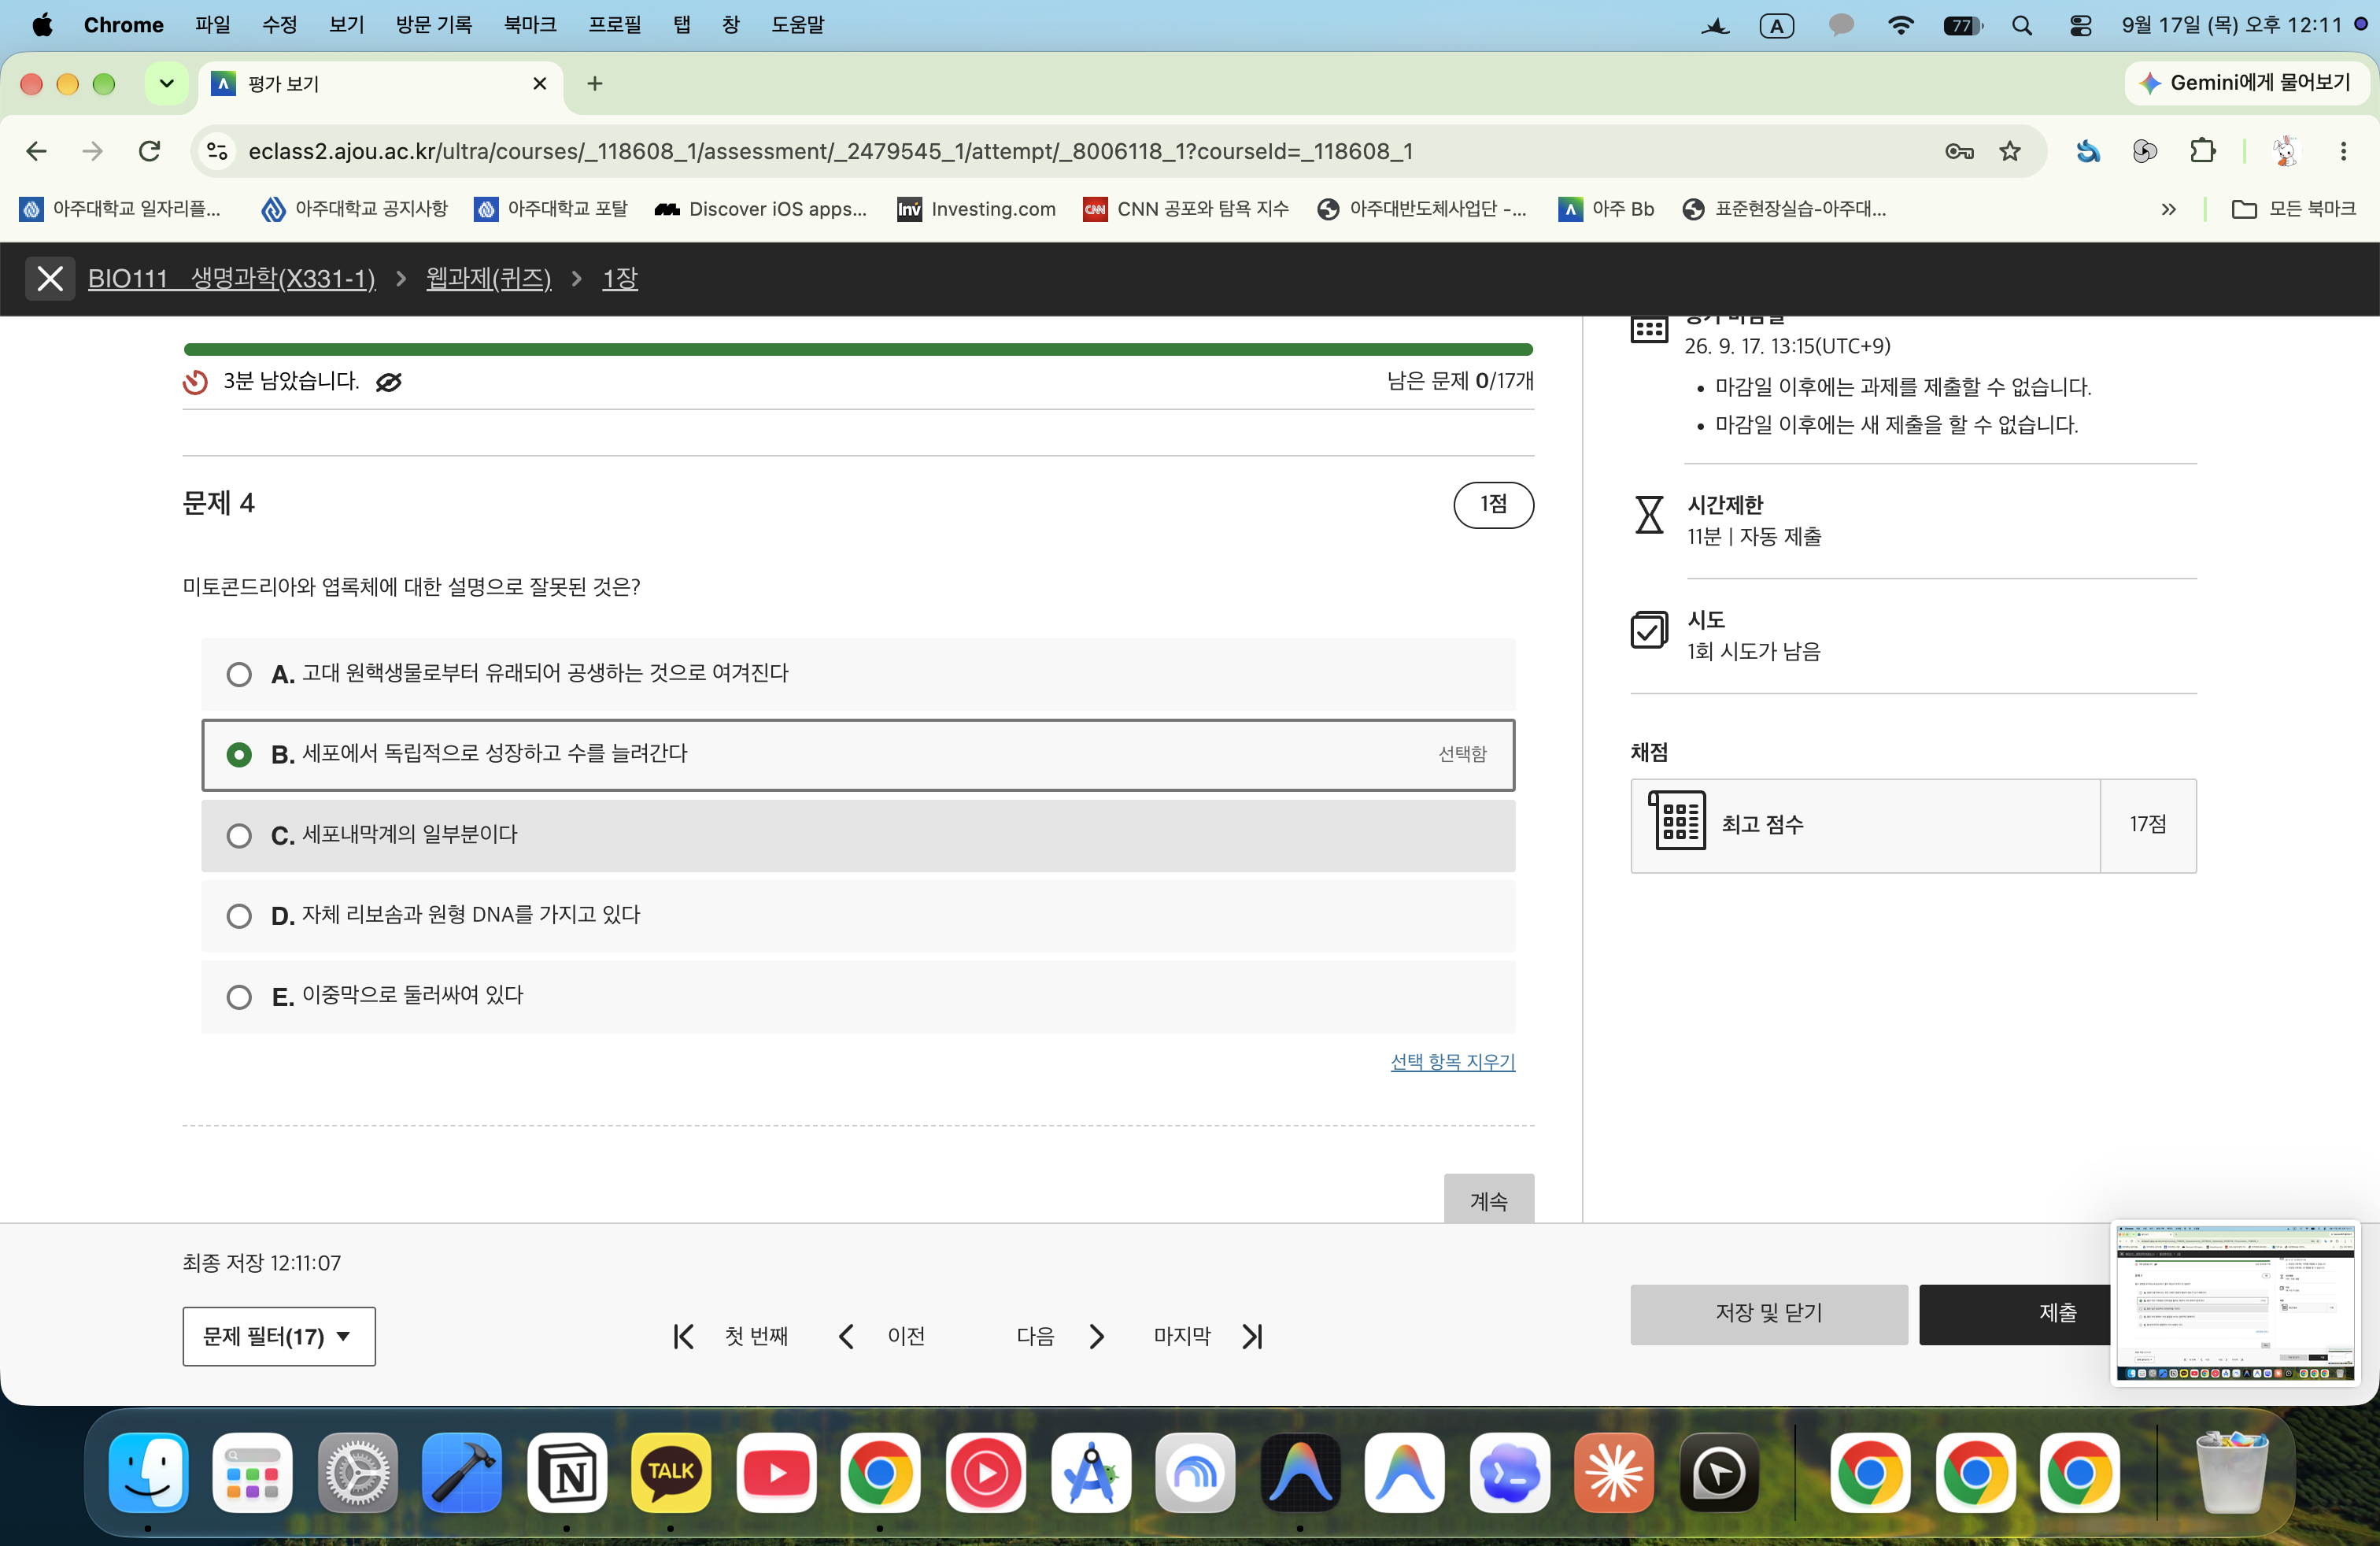 Chrome 파일 수정 보기 방문 기록 북마크 프로필 탭 창 도움말 A 77 9월 17일 (목) 오후 12:11
평가 보기 Gemini에게 물어보기
eclass2.ajou.ac.kr/ultra/courses/_118608_1/assessment/_2479545_1/attempt/_8006118_1?courseId=_118608_1
아주대학교 일자리플... 아주대학교 공지사항 아주대학교 포탈 Discover iOS apps... Inv Investing.com CNN CNN 공포와 탐욕 지수 아주대반도체사업단 -... 아주 Bb 표준현장실습-아주대... 모든 북마크
BIO111 생명과학(X331-1) 웹과제(퀴즈) 1장
3분 남았습니다. 남은 문제 0/17개
문제 4 1점
미토콘드리아와 엽록체에 대한 설명으로 잘못된 것은?
A. 고대 원핵생물로부터 유래되어 공생하는 것으로 여겨진다
B. 세포에서 독립적으로 성장하고 수를 늘려간다 선택함
C. 세포내막계의 일부분이다
D. 자체 리보솜과 원형 DNA를 가지고 있다
E. 이중막으로 둘러싸여 있다
선택 항목 지우기
계속
26. 9. 17. 13:15(UTC+9)
• 마감일 이후에는 과제를 제출할 수 없습니다.
• 마감일 이후에는 새 제출을 할 수 없습니다.
시간제한
11분 | 자동 제출
시도
1회 시도가 남음
채점
최고 점수 17점
최종 저장 12:11:07
문제 필터(17) 첫 번째 이전 다음 마지막 저장 및 닫기 제출
TALK